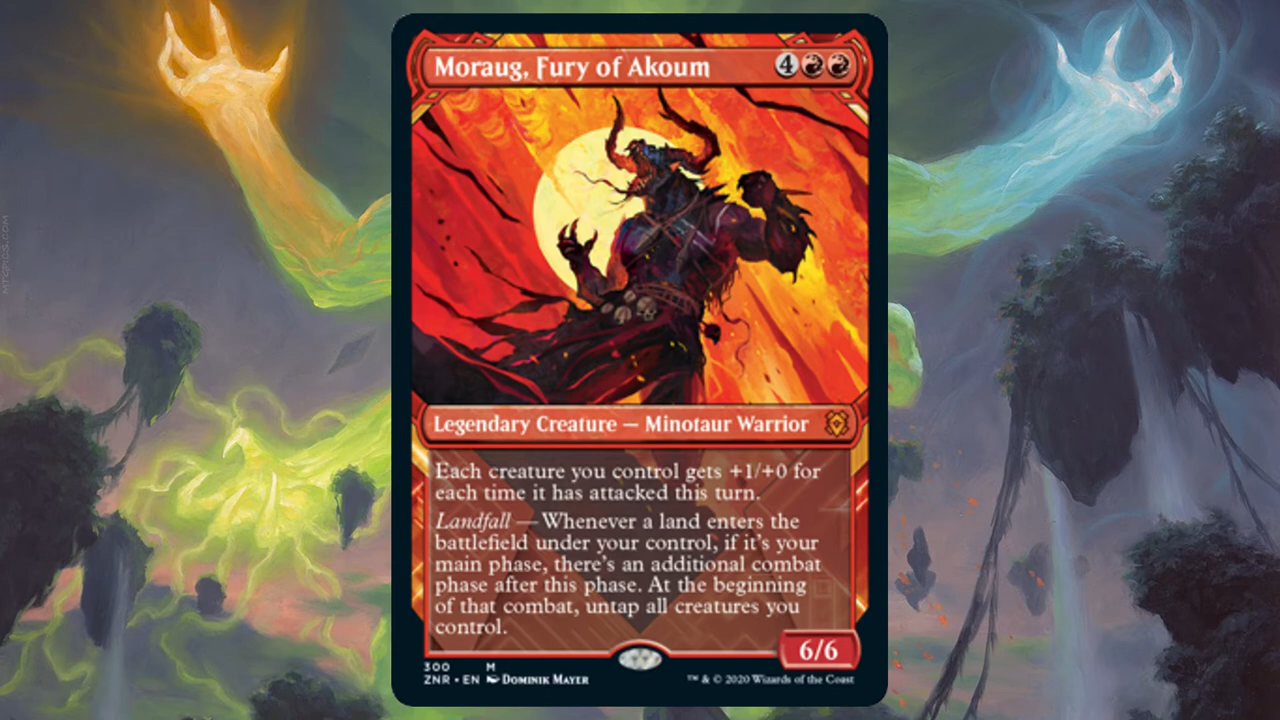 Moraug, Fury of Akoum
4
Legendary Creature — Minotaur Warrior
Each creature you control gets +1/+0 for
each time it has attacked this turn.
Landfall — Whenever a land enters the
battlefield under your control, if it's your
main phase, there's an additional combat
phase after this phase. At the beginning
of that combat, untap all creatures you
control.
6/6
300 M
ZNR • EN DOMINIK MAYER
™ & © 2020 Wizards of the Coast
MTGPICS.COM